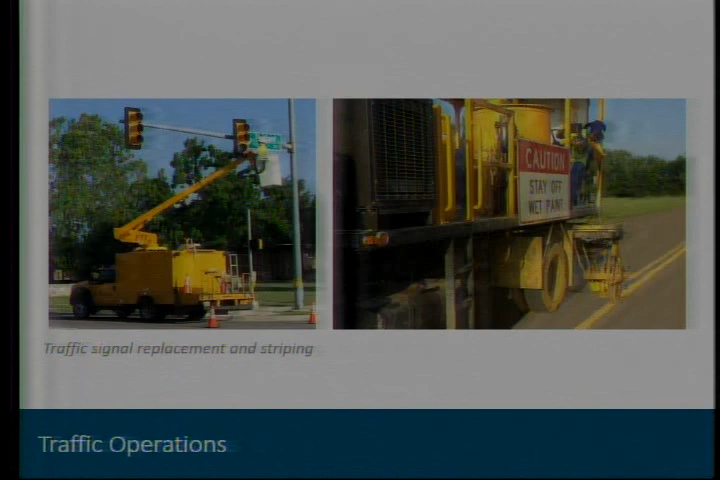 CAUTION
STAY OFF
WET PAINT
Traffic signal replacement and striping
Traffic Operations